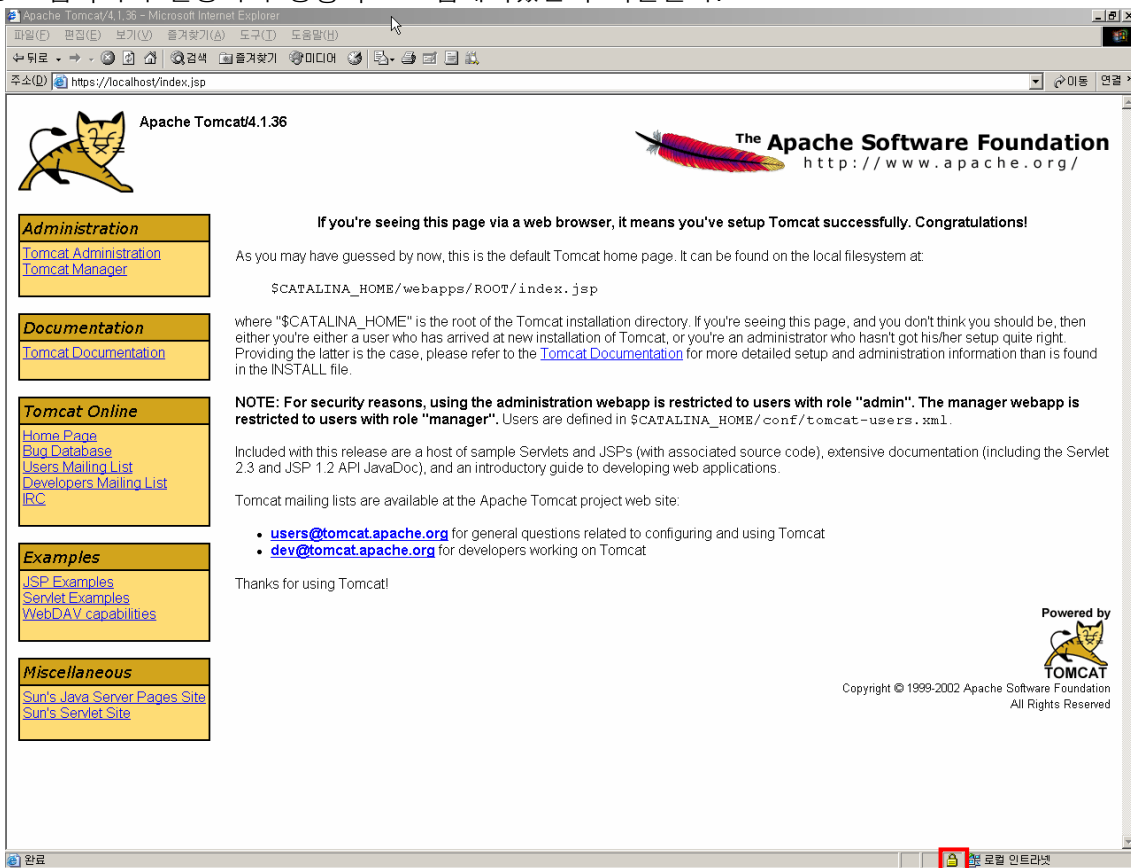 Apache Tomcat/4.1.36 - Microsoft Internet Explorer
파일(F) 편집(E) 보기(V) 즐겨찾기(A) 도구(T) 도움말(H)
뒤로 검색 즐겨찾기 미디어
주소(D) https://localhost/index.jsp 이동 연결
Apache Tomcat/4.1.36
The Apache Software Foundation
http://www.apache.org/
Administration
Tomcat Administration
Tomcat Manager
Documentation
Tomcat Documentation
Tomcat Online
Home Page
Bug Database
Users Mailing List
Developers Mailing List
IRC
Examples
JSP Examples
Servlet Examples
WebDAV capabilities
Miscellaneous
Sun's Java Server Pages Site
Sun's Servlet Site
If you're seeing this page via a web browser, it means you've setup Tomcat successfully. Congratulations!
As you may have guessed by now, this is the default Tomcat home page. It can be found on the local filesystem at:
$CATALINA_HOME/webapps/ROOT/index.jsp
where "$CATALINA_HOME" is the root of the Tomcat installation directory. If you're seeing this page, and you don't think you should be, then
either you're either a user who has arrived at new installation of Tomcat, or you're an administrator who hasn't got his/her setup quite right.
Providing the latter is the case, please refer to the Tomcat Documentation for more detailed setup and administration information than is found
in the INSTALL file.
NOTE: For security reasons, using the administration webapp is restricted to users with role "admin". The manager webapp is
restricted to users with role "manager". Users are defined in $CATALINA_HOME/conf/tomcat-users.xml.
Included with this release are a host of sample Servlets and JSPs (with associated source code), extensive documentation (including the Servlet
2.3 and JSP 1.2 API JavaDoc), and an introductory guide to developing web applications.
Tomcat mailing lists are available at the Apache Tomcat project web site:
• users@tomcat.apache.org for general questions related to configuring and using Tomcat
• dev@tomcat.apache.org for developers working on Tomcat
Thanks for using Tomcat!
Powered by
TOMCAT
Copyright © 1999-2002 Apache Software Foundation
All Rights Reserved
완료 로컬 인트라넷